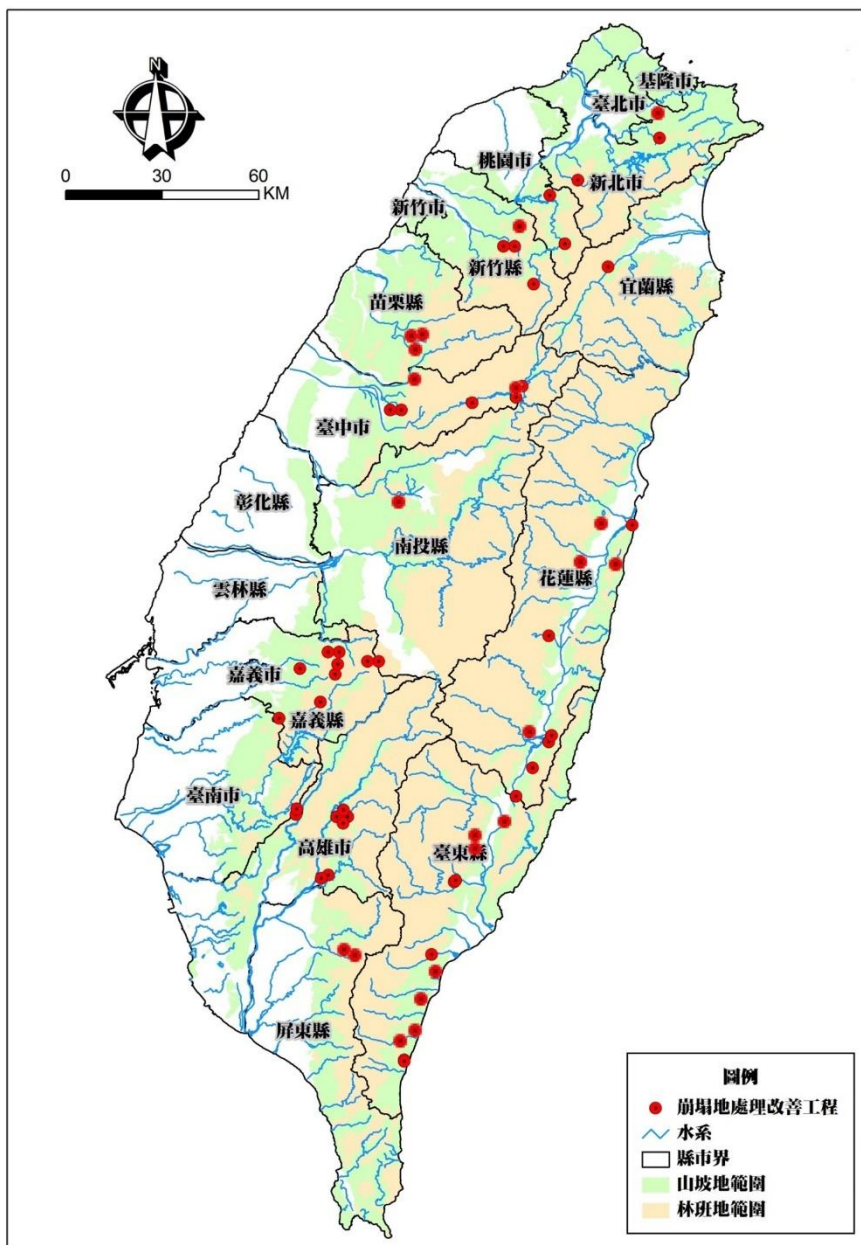 N
0 30 60
KM
基隆市
臺北市
桃園市
新北市
新竹市
新竹縣
宜蘭縣
苗栗縣
臺中市
彰化縣
南投縣
花蓮縣
雲林縣
嘉義市
嘉義縣
臺南市
高雄市
臺東縣
屏東縣
圖例
崩塌地處理改善工程
水系
縣市界
山坡地範圍
林班地範圍